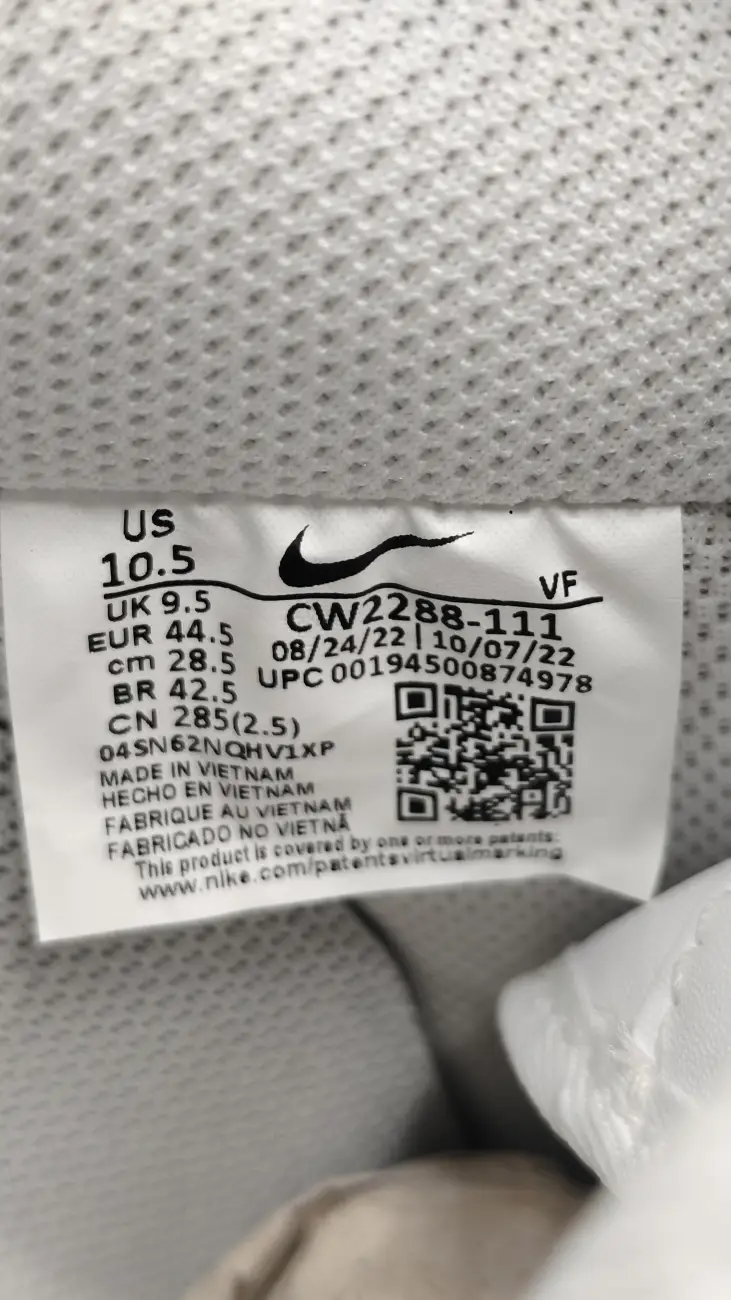 US
10.5
VF
UK 9.5
CW2288-111
EUR 44.5
08/24/22 | 10/07/22
cm 28.5
UPC 00194500874978
BR 42.5
CN 285(2.5)
04SN62NQHV1XP
MADE IN VIETNAM
HECHO EN VIETNAM
FABRIQUE AU VIETNAM
FABRICADO NO VIETNÃ
This product is covered by one or more patents:
www.nike.com/patentsvirtualmarking